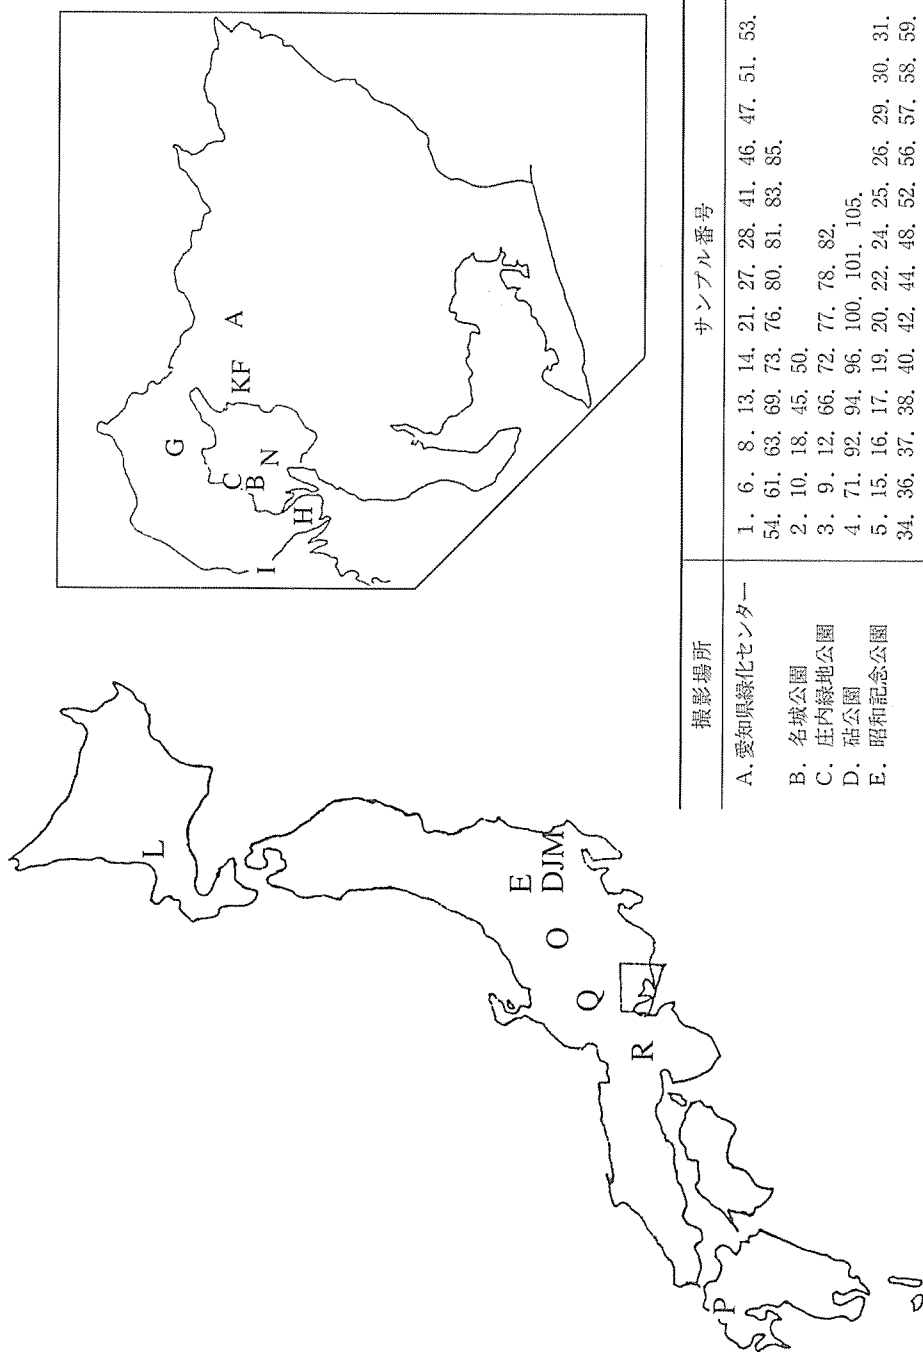 L
E
DJM
O
Q
R
P
A
KF
G
C
B
N
H
I
撮影場所 サンプル番号
A. 愛知県緑化センター 1. 6. 8. 13. 14. 21. 27. 28. 41. 46. 47. 51. 53.
54. 61. 63. 69. 73. 76. 80. 81. 83. 85.
B. 名城公園 2. 10. 18. 45. 50.
C. 庄内緑地公園 3. 9. 12. 66. 72. 77. 78. 82.
D. 砧公園 4. 71. 92. 94. 96. 100. 101. 105.
E. 昭和記念公園 5. 15. 16. 17. 19. 20. 22. 24. 25. 26. 29. 30. 31.
34. 36. 37. 38. 40. 42. 44. 48. 52. 56. 57. 58. 59.